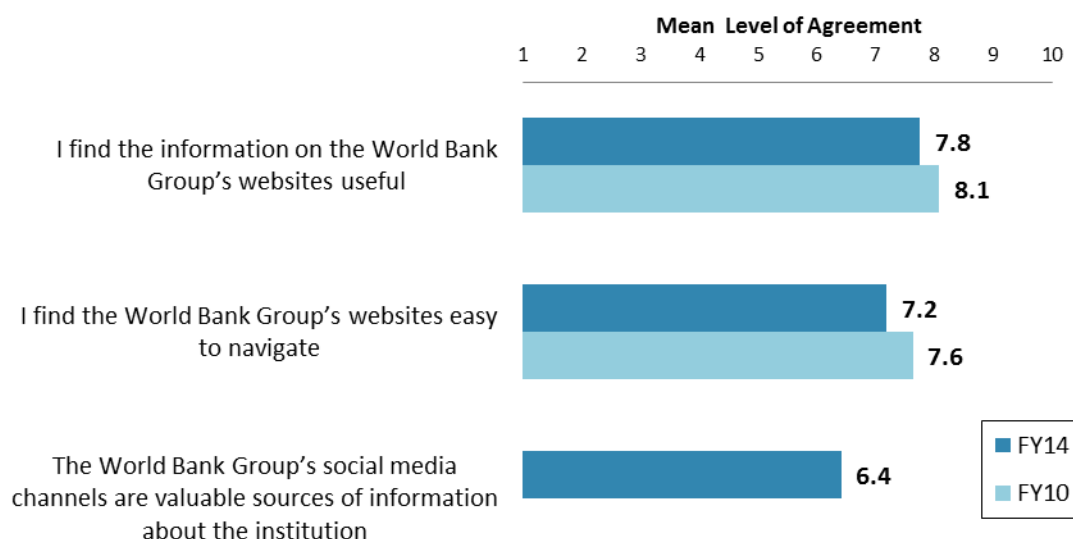 Mean Level of Agreement
1 2 3 4 5 6 7 8 9 10
I find the information on the World Bank
Group's websites useful
7.8
8.1
I find the World Bank Group's websites easy
to navigate
7.2
7.6
The World Bank Group's social media
channels are valuable sources of information
about the institution
6.4
FY14
FY10